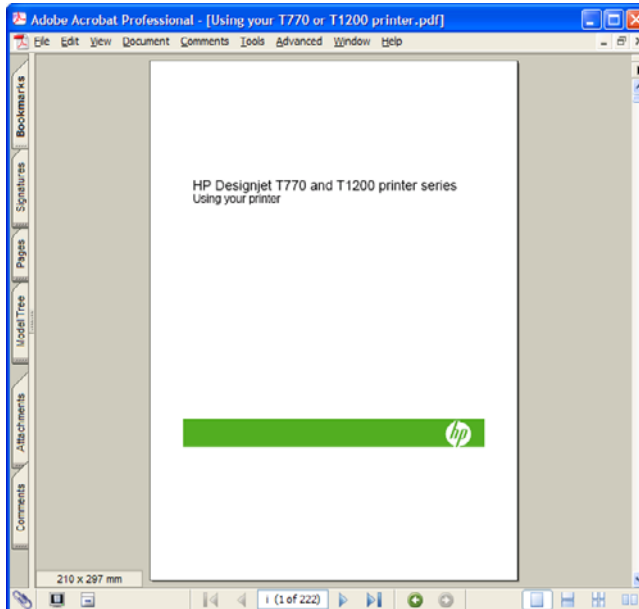 Adobe Acrobat Professional - [Using your T770 or T1200 printer.pdf]
File Edit View Document Comments Tools Advanced Window Help
Bookmarks
Signatures
Pages
Model Tree
Attachments
Comments
HP Designjet T770 and T1200 printer series
Using your printer
hp
210 x 297 mm
i (1 of 222)